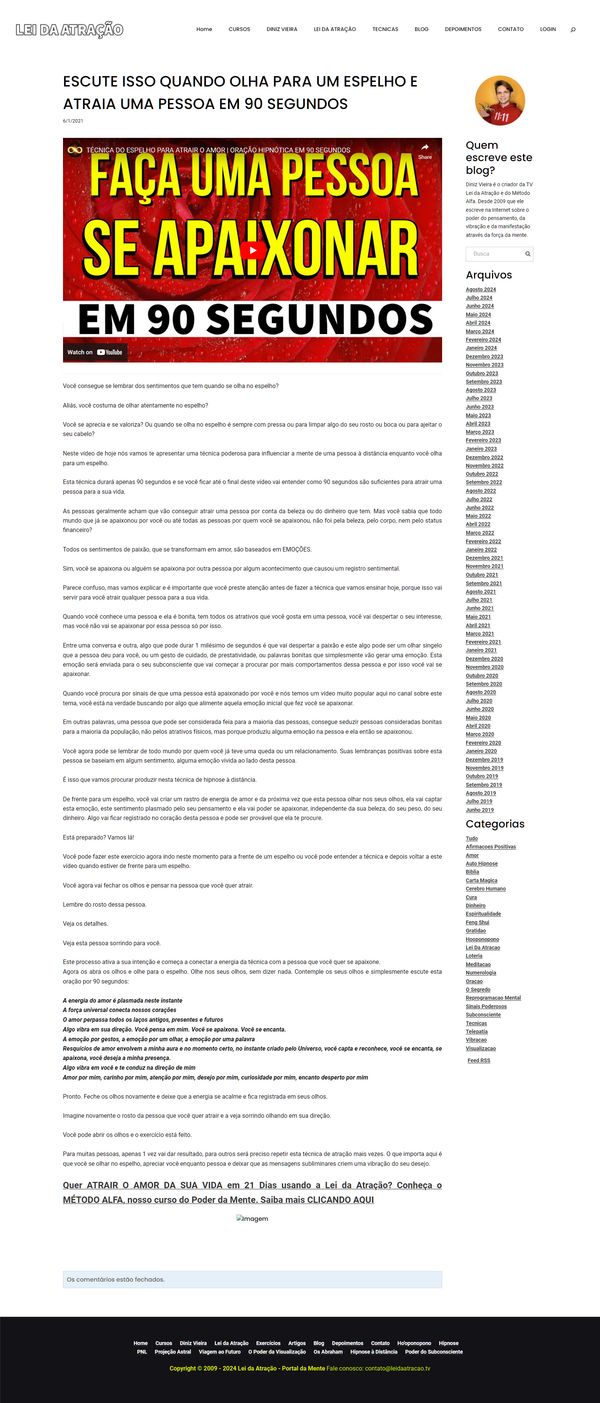 LEI DA ATRAÇÃO
Home CURSOS DINIZ VIEIRA LEI DA ATRAÇÃO TECNICAS BLOG DEPOIMENTOS CONTATO LOGIN
ESCUTE ISSO QUANDO OLHA PARA UM ESPELHO E
ATRAIA UMA PESSOA EM 90 SEGUNDOS
6/1/2021
TÉCNICA DO ESPELHO PARA ATRAIR O AMOR | ORAÇÃO HIPNÓTICA EM 90 SEGUNDOS
Share
FAÇA UMA PESSOA
SE APAIXONAR
EM 90 SEGUNDOS
Watch on YouTube
Você consegue se lembrar dos sentimentos que tem quando se olha no espelho?
Aliás, você costuma de olhar atentamente no espelho?
Você se aprecia e se valoriza? Ou quando se olha no espelho é sempre com pressa ou para limpar algo do seu rosto ou boca ou para ajeitar o
seu cabelo?
Neste vídeo de hoje nós vamos te apresentar uma técnica poderosa para influenciar a mente de uma pessoa à distância enquanto você olha
para um espelho.
Esta técnica durará apenas 90 segundos e se você ficar até o final deste vídeo vai entender como 90 segundos são suficientes para atrair uma
pessoa para a sua vida.
As pessoas geralmente acham que vão conseguir atrair uma pessoa por conta da beleza ou do dinheiro que tem. Mas você sabia que todo
mundo que já se apaixonou por você ou até todas as pessoas por quem você se apaixonou, não foi pela beleza, pelo corpo, nem pelo status
financeiro?
Todos os sentimentos de paixão, que se transformam em amor, são baseados em EMOÇÕES.
Sim, você se apaixona ou alguém se apaixona por outra pessoa por algum acontecimento que causou um registro sentimental.
Parece confuso, mas vamos explicar e é importante que você preste atenção antes de fazer a técnica que vamos ensinar hoje, porque isso vai
servir para você atrair qualquer pessoa para a sua vida.
Quando você conhece uma pessoa e ela é bonita, tem todos os atrativos que você gosta em uma pessoa, você vai despertar o seu interesse,
mas você não vai se apaixonar por essa pessoa só por isso.
Entre uma conversa e outra, algo que pode durar 1 milésimo de segundos é que vai despertar a paixão e este algo pode ser um olhar singelo
que a pessoa deu para você, ou um gesto de cuidado, de prestatividade, ou palavras bonitas que simplesmente vão gerar uma emoção. Esta
emoção será enviada para o seu subconsciente que vai começar a procurar por mais comportamentos dessa pessoa e por isso você vai se
apaixonar.
Quando você procura por sinais de que uma pessoa está apaixonado por você e nós temos um vídeo muito popular aqui no canal sobre este
tema, você está na verdade buscando por algo que alimente aquela emoção inicial que fez você se apaixonar.
Em outras palavras, uma pessoa que pode ser considerada feia para a maioria das pessoas, consegue seduzir pessoas consideradas bonitas
para a maioria da população, não pelos atrativos físicos, mas porque produziu alguma emoção na pessoa e ela então se apaixonou.
Você agora pode se lembrar de todo mundo por quem você já teve uma queda ou um relacionamento. Suas lembranças positivas sobre esta
pessoa se baseiam em algum sentimento, alguma emoção vivida ao lado desta pessoa.
É isso que vamos procurar produzir nesta técnica de hipnose à distância.
De frente para um espelho, você vai criar um rastro de energia de amor e da próxima vez que esta pessoa olhar nos seus olhos, ela vai captar
esta emoção, este sentimento plasmado pelo seu pensamento e ela vai poder se apaixonar, independente da sua beleza, do seu peso, do seu
dinheiro. Algo vai ficar registrado no coração desta pessoa e pode ser provável que ela te procure.
Está preparado? Vamos lá!
Você pode fazer este exercício agora indo neste momento para a frente de um espelho ou você pode entender a técnica e depois voltar a este
vídeo quando estiver de frente para um espelho.
Você agora vai fechar os olhos e pensar na pessoa que você quer atrair.
Lembre do rosto dessa pessoa.
Veja os detalhes.
Veja esta pessoa sorrindo para você.
Este processo ativa a sua intenção e começa a conectar a energia da técnica com a pessoa que você quer se apaixone.
Agora os abra os olhos e olhe para o espelho. Olhe nos seus olhos, sem dizer nada. Contemple os seus olhos e simplesmente escute esta
oração por 90 segundos:
A energia do amor é plasmada neste instante
A força universal conecta nossos corações
O amor perpassa todos os laços antigos, presentes e futuros
Algo vibra em sua direção. Você pensa em mim. Você se apaixona. Você se encanta.
A emoção por gestos, a emoção por um olhar, a emoção por uma palavra
Resquícios de amor envolvem a minha aura e no momento certo, no instante criado pelo Universo, você capta e reconhece, você se encanta, se
apaixona, você deseja a minha presença.
Algo vibra em você e te conduz na direção de mim
Amor por mim, carinho por mim, atenção por mim, desejo por mim, curiosidade por mim, encanto desperto por mim
Pronto. Feche os olhos novamente e deixe que a energia se acalme e fica registrada em seus olhos.
Imagine novamente o rosto da pessoa que você quer atrair e a veja sorrindo olhando em sua direção.
Você pode abrir os olhos e o exercício está feito.
Para muitas pessoas, apenas 1 vez vai dar resultado, para outros será preciso repetir esta técnica de atração mais vezes. O que importa aqui é
que você se olhar no espelho, apreciar você enquanto pessoa e deixar que as mensagens subliminares criem uma vibração do seu desejo.
Quer ATRAIR O AMOR DA SUA VIDA em 21 Dias usando a Lei da Atração? Conheça o
MÉTODO ALFA, nosso curso do Poder da Mente. Saiba mais CLICANDO AQUI
Imagem
Os comentários estão fechados.
11:11
Quem
escreve este
blog?
Diniz Vieira é o criador da TV
Lei da Atração e do Método
Alfa. Desde 2009 que ele
escreve na Internet sobre o
poder do pensamento, da
vibração e da manifestação
através da força da mente.
Busca
Arquivos
Agosto 2024
Julho 2024
Junho 2024
Maio 2024
Abril 2024
Março 2024
Fevereiro 2024
Janeiro 2024
Dezembro 2023
Novembro 2023
Outubro 2023
Setembro 2023
Agosto 2023
Julho 2023
Junho 2023
Maio 2023
Abril 2023
Março 2023
Fevereiro 2023
Janeiro 2023
Dezembro 2022
Novembro 2022
Outubro 2022
Setembro 2022
Agosto 2022
Julho 2022
Junho 2022
Maio 2022
Abril 2022
Março 2022
Fevereiro 2022
Janeiro 2022
Dezembro 2021
Novembro 2021
Outubro 2021
Setembro 2021
Agosto 2021
Julho 2021
Junho 2021
Maio 2021
Abril 2021
Março 2021
Fevereiro 2021
Janeiro 2021
Dezembro 2020
Novembro 2020
Outubro 2020
Setembro 2020
Agosto 2020
Julho 2020
Junho 2020
Maio 2020
Abril 2020
Março 2020
Fevereiro 2020
Janeiro 2020
Dezembro 2019
Novembro 2019
Outubro 2019
Setembro 2019
Agosto 2019
Julho 2019
Junho 2019
Categorias
Tudo
Afirmacoes Positivas
Amor
Auto Hipnose
Biblia
Carta Magica
Cerebro Humano
Cura
Dinheiro
Espiritualidade
Feng Shui
Gratidao
Hooponopono
Lei Da Atracao
Loteria
Meditacao
Numerologia
Oracao
O Segredo
Reprogramacao Mental
Sinais Poderosos
Subconsciente
Tecnicas
Telepatia
Vibracao
Visualizacao
Feed RSS
Home Cursos Diniz Vieira Lei da Atração Exercícios Artigos Blog Depoimentos Contato Ho'oponopono Hipnose
PNL Projeção Astral Viagem ao Futuro O Poder da Visualização Os Abraham Hipnose à Distância Poder do Subconsciente
Copyright © 2009 - 2024 Lei da Atração - Portal da Mente Fale conosco: contato@leidaatracao.tv